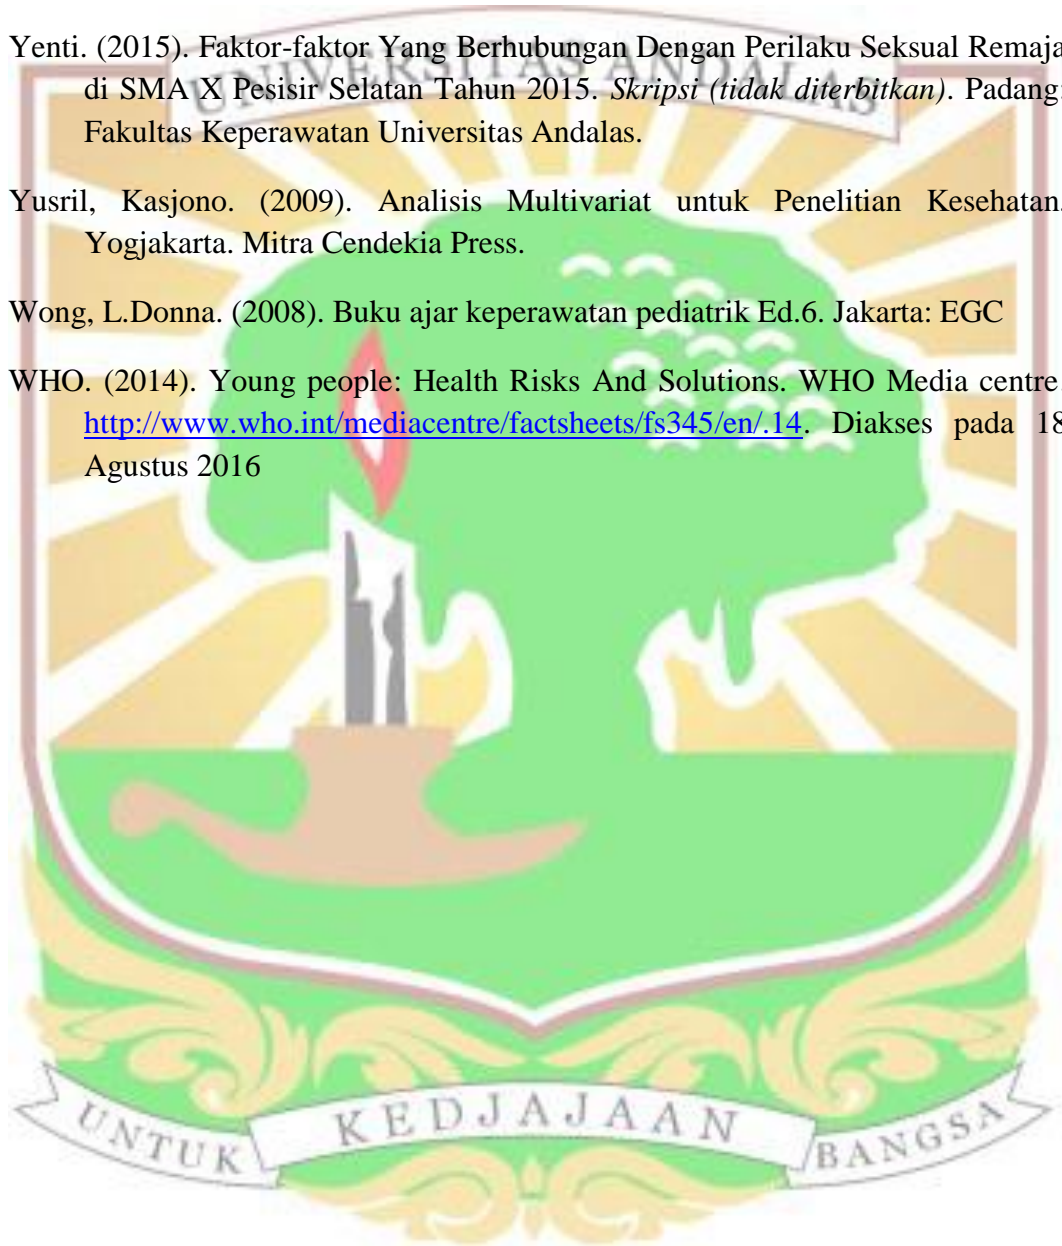 UNIVERSITAS ANDALAS
Yenti. (2015). Faktor-faktor Yang Berhubungan Dengan Perilaku Seksual Remaja
di SMA X Pesisir Selatan Tahun 2015. Skripsi (tidak diterbitkan). Padang:
Fakultas Keperawatan Universitas Andalas.
Yusril, Kasjono. (2009). Analisis Multivariat untuk Penelitian Kesehatan.
Yogjakarta. Mitra Cendekia Press.
Wong, L.Donna. (2008). Buku ajar keperawatan pediatrik Ed.6. Jakarta: EGC
WHO. (2014). Young people: Health Risks And Solutions. WHO Media centre.
http://www.who.int/mediacentre/factsheets/fs345/en/.14. Diakses pada 18
Agustus 2016
UNTUK KEDJAJAAN BANGSA